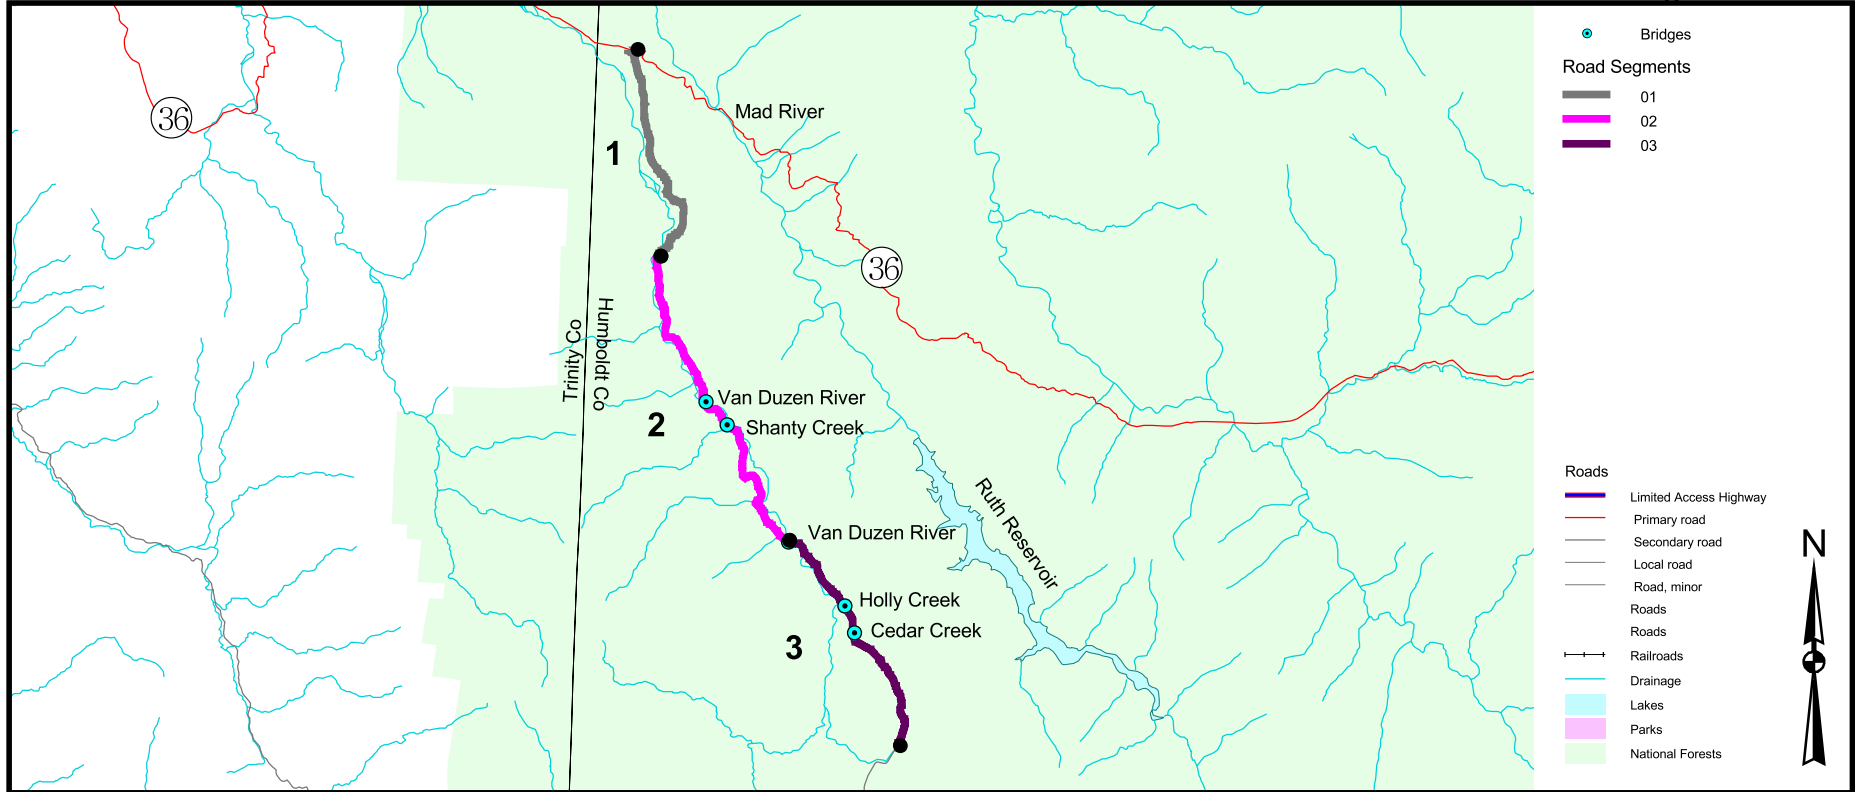 Bridges
Road Segments
01
02
03
36
Mad River
1
36
Trinity Co
Humboldt Co
Van Duzen River
2
Shanty Creek
Ruth Reservoir
Van Duzen River
Holly Creek
Cedar Creek
3
Roads
Limited Access Highway
Primary road
Secondary road
Local road
Road, minor
Roads
Roads
Railroads
Drainage
Lakes
Parks
National Forests
N